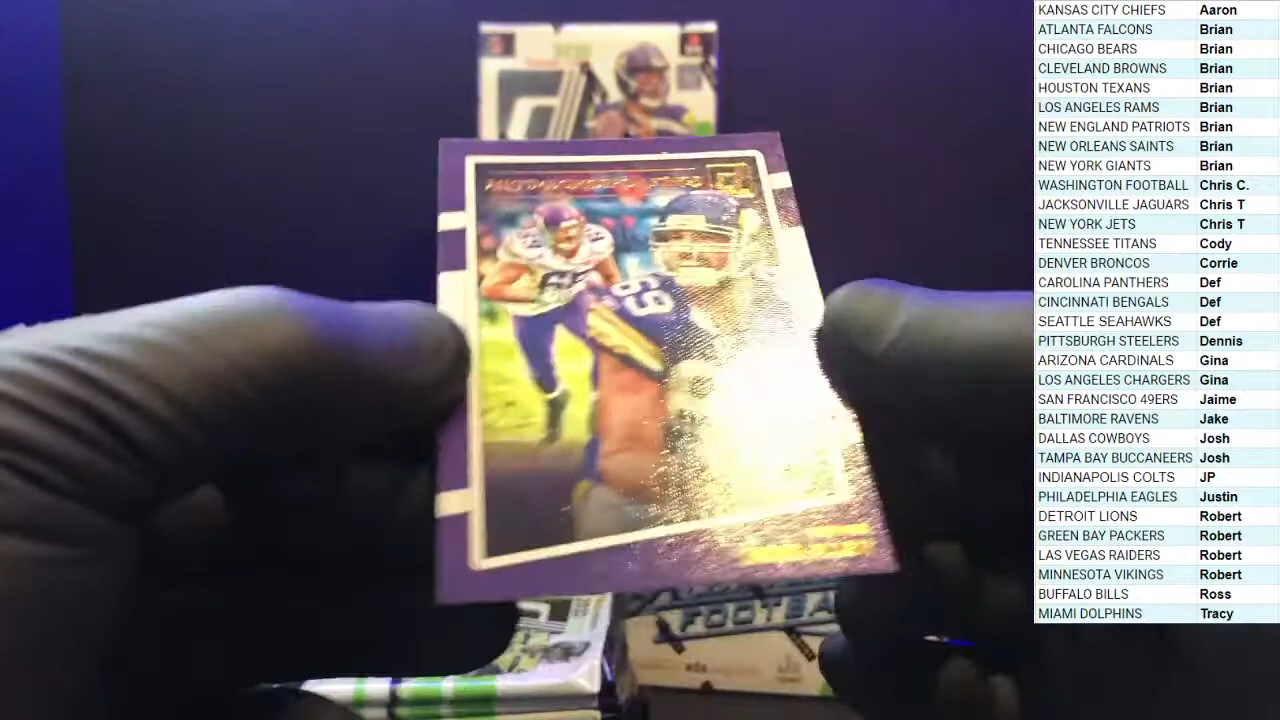 KANSAS CITY CHIEFS Aaron
ATLANTA FALCONS Brian
CHICAGO BEARS Brian
CLEVELAND BROWNS Brian
HOUSTON TEXANS Brian
LOS ANGELES RAMS Brian
NEW ENGLAND PATRIOTS Brian
NEW ORLEANS SAINTS Brian
NEW YORK GIANTS Brian
WASHINGTON FOOTBALL Chris C.
JACKSONVILLE JAGUARS Chris T
NEW YORK JETS Chris T
TENNESSEE TITANS Cody
DENVER BRONCOS Corrie
CAROLINA PANTHERS Def
CINCINNATI BENGALS Def
SEATTLE SEAHAWKS Def
PITTSBURGH STEELERS Dennis
ARIZONA CARDINALS Gina
LOS ANGELES CHARGERS Gina
SAN FRANCISCO 49ERS Jaime
BALTIMORE RAVENS Jake
DALLAS COWBOYS Josh
TAMPA BAY BUCCANEERS Josh
INDIANAPOLIS COLTS JP
PHILADELPHIA EAGLES Justin
DETROIT LIONS Robert
GREEN BAY PACKERS Robert
LAS VEGAS RAIDERS Robert
MINNESOTA VIKINGS Robert
BUFFALO BILLS Ross
MIAMI DOLPHINS Tracy
69